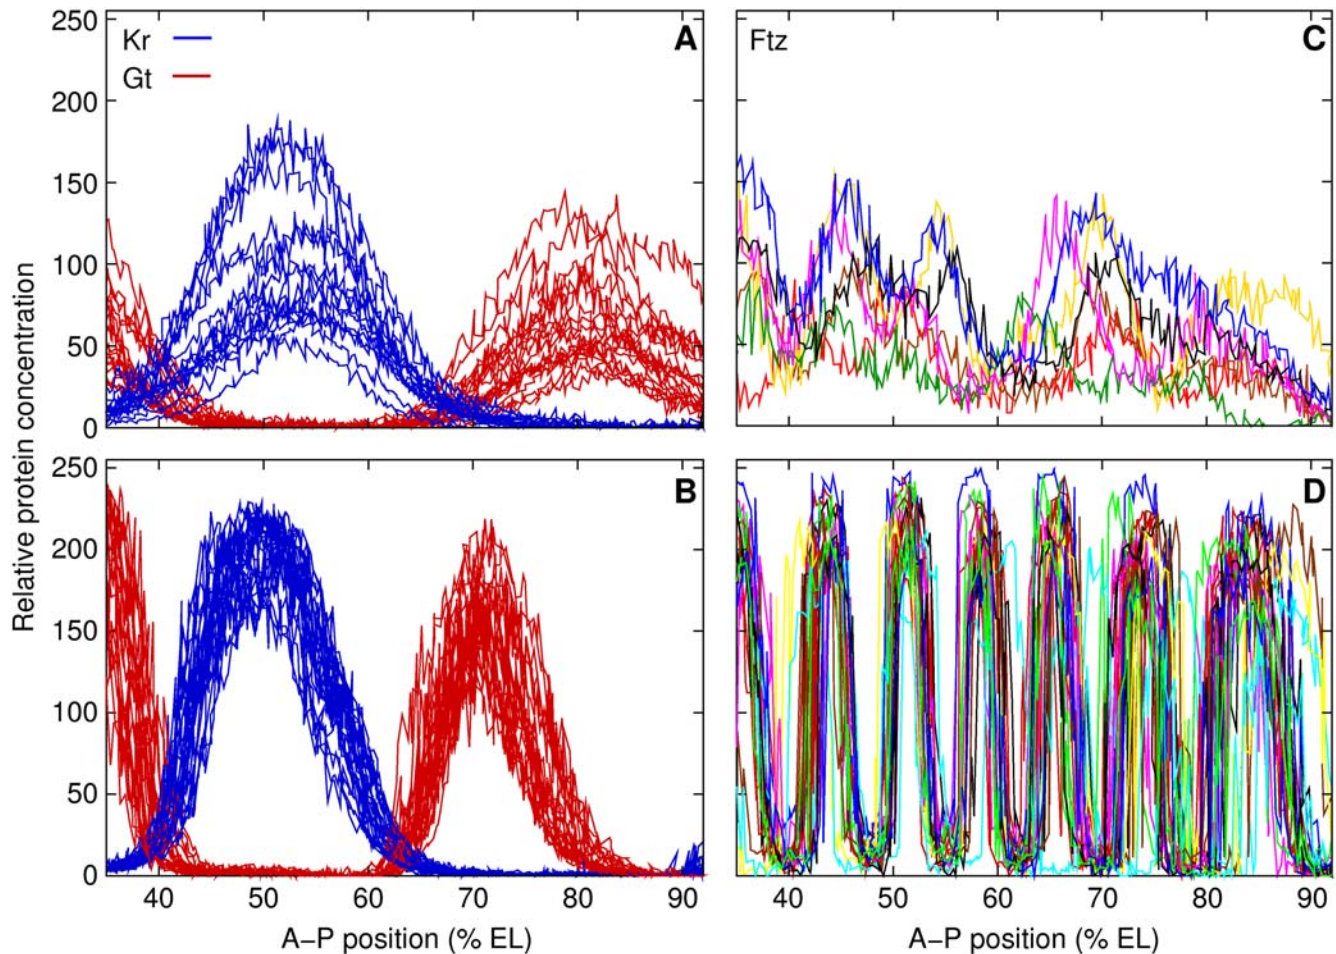 250
200
150
100
50
0
Kr
Gt
A
Ftz
C
Relative protein concentration
250
200
150
100
50
0
B
D
40 50 60 70 80 90
40 50 60 70 80 90
A−P position (% EL)
A−P position (% EL)